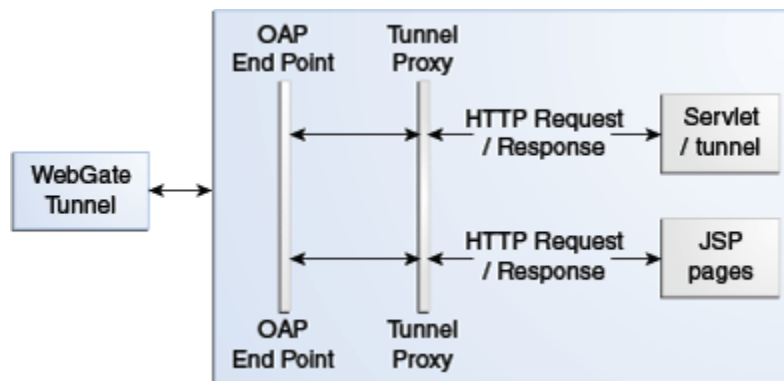 OAP
End Point
Tunnel
Proxy
HTTP Request
/ Response
Servlet
/ tunnel
WebGate
Tunnel
HTTP Request
/ Response
JSP
pages
OAP
End Point
Tunnel
Proxy